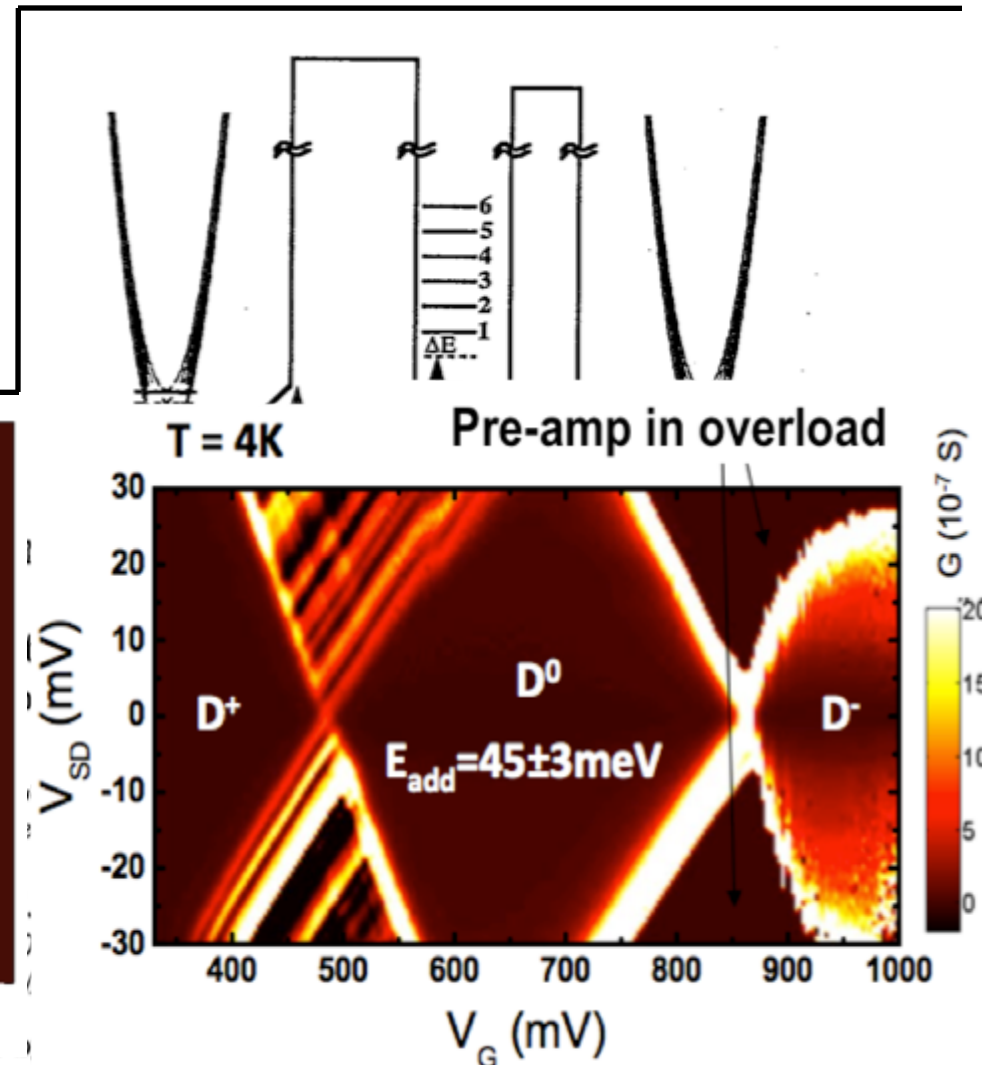 6
5
4
3
2
1
ΔE
T = 4K
Pre-amp in overload
G (10⁻⁷ S)
30
20
10
0
-10
-20
-30
V_SD (mV)
D⁺
D⁰
E_add=45±3meV
D⁻
20
15
10
5
0
400 500 600 700 800 900 1000
V_G (mV)